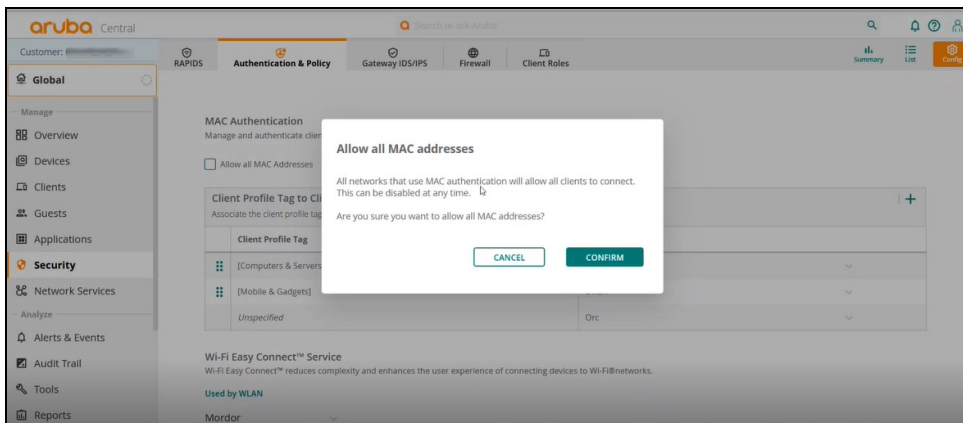 aruba Central
Search or ask Aruba
Customer:
Global
Manage
Overview
Devices
Clients
Guests
Applications
Security
Network Services
Analyze
Alerts & Events
Audit Trail
Tools
Reports
RAPIDS
Authentication & Policy
Gateway IDS/IPS
Firewall
Client Roles
Summary
List
Config
MAC Authentication
Manage and authenticate clien
Allow all MAC Addresses
Client Profile Tag to Cli
Associate the client profile tag
Client Profile Tag
[Computers & Servers
[Mobile & Gadgets]
Unspecified
Orc
Allow all MAC addresses
All networks that use MAC authentication will allow all clients to connect.
This can be disabled at any time.
Are you sure you want to allow all MAC addresses?
CANCEL
CONFIRM
Wi-Fi Easy Connect™ Service
Wi-Fi Easy Connect™ reduces complexity and enhances the user experience of connecting devices to Wi-Fi®networks.
Used by WLAN
Mordor